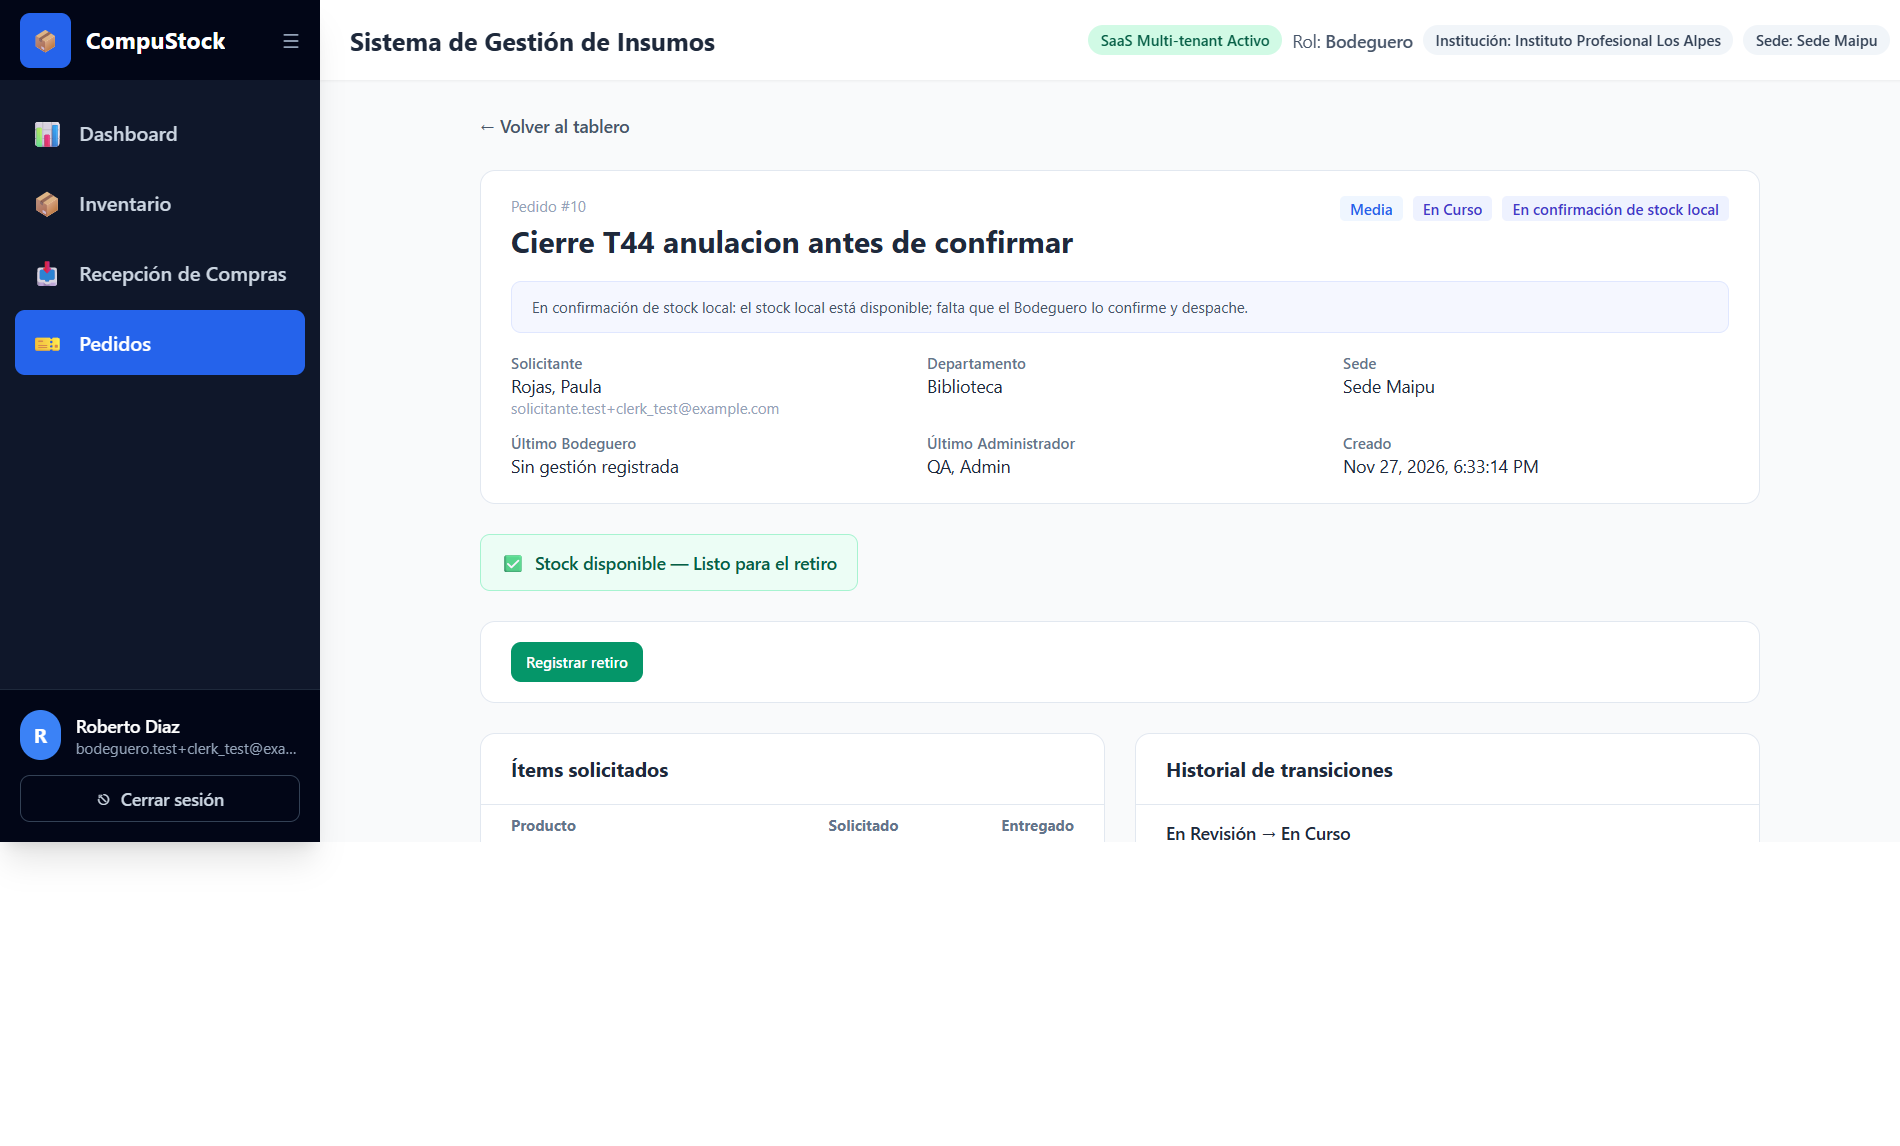 CompuStock
Sistema de Gestión de Insumos
SaaS Multi-tenant Activo
Rol: Bodeguero
Institución: Instituto Profesional Los Alpes
Sede: Sede Maipu
Dashboard
Inventario
Recepción de Compras
Pedidos
← Volver al tablero
Pedido #10
Media
En Curso
En confirmación de stock local
Cierre T44 anulacion antes de confirmar
En confirmación de stock local: el stock local está disponible; falta que el Bodeguero lo confirme y despache.
Solicitante
Rojas, Paula
solicitante.test+clerk_test@example.com
Departamento
Biblioteca
Sede
Sede Maipu
Último Bodeguero
Sin gestión registrada
Último Administrador
QA, Admin
Creado
Nov 27, 2026, 6:33:14 PM
Stock disponible — Listo para el retiro
Registrar retiro
Ítems solicitados
Producto
Solicitado
Entregado
Historial de transiciones
En Revisión → En Curso
R
Roberto Diaz
bodeguero.test+clerk_test@exa...
Cerrar sesión